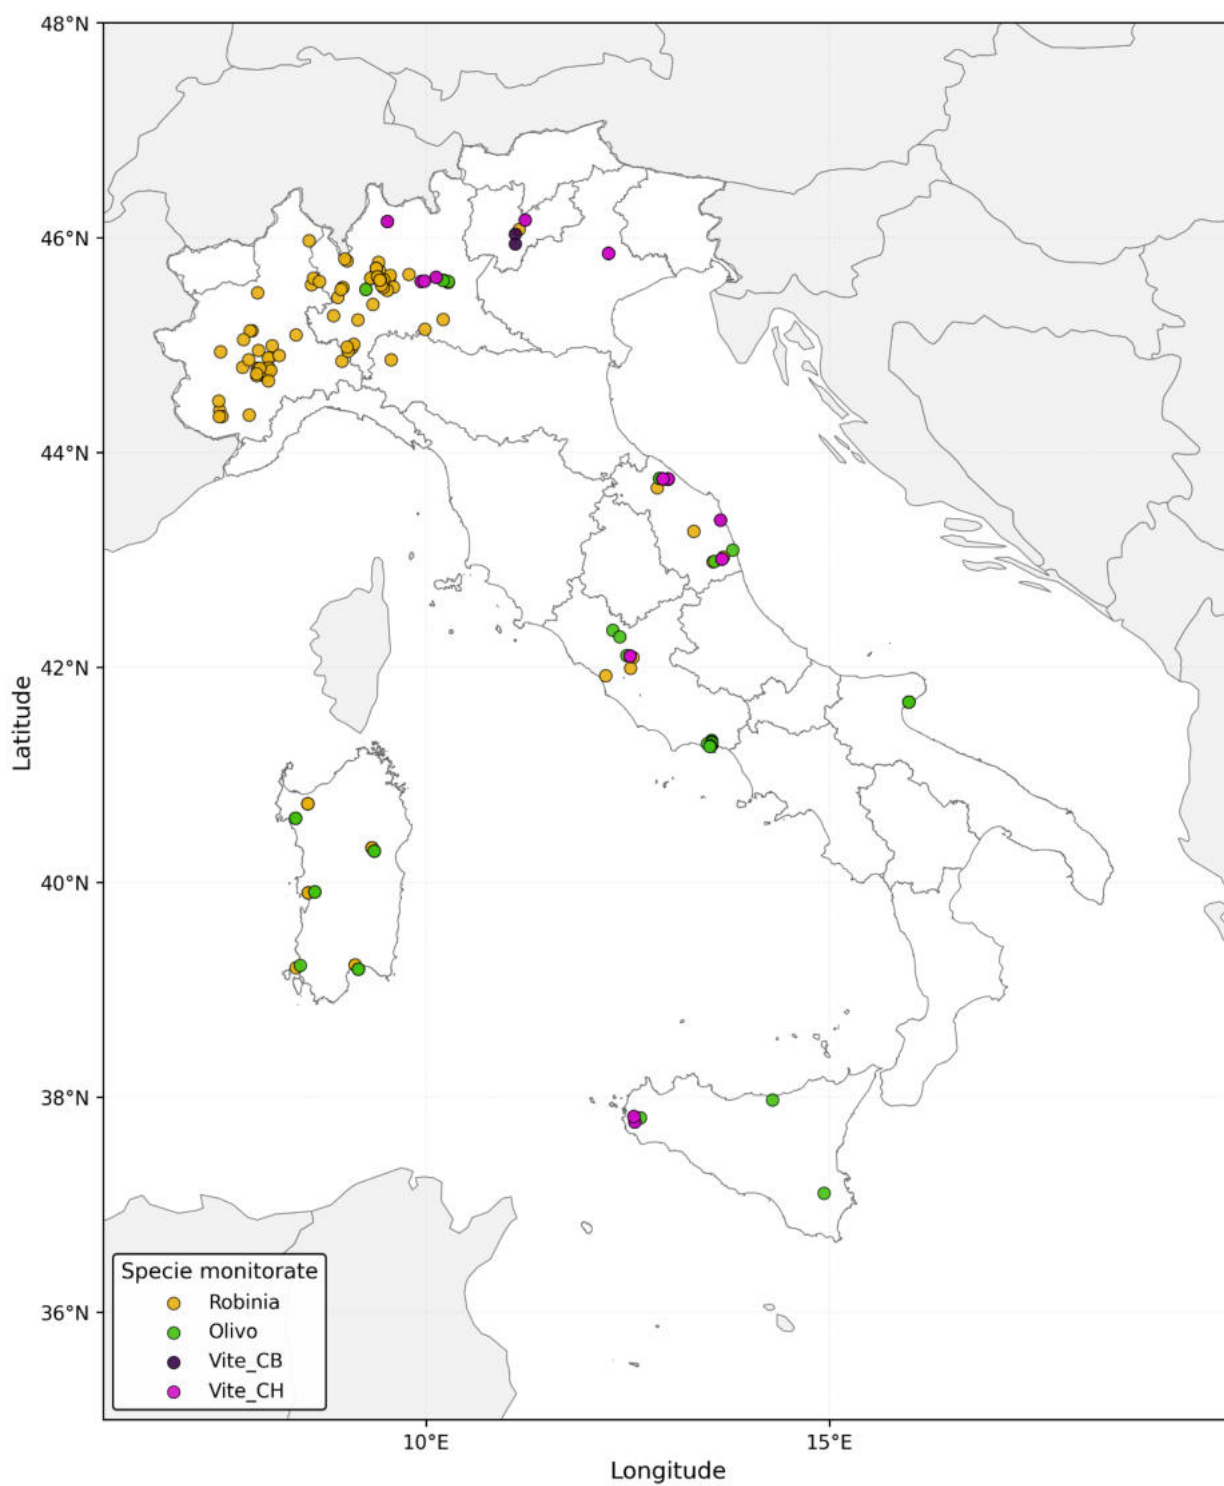 48°N
46°N
44°N
42°N
40°N
38°N
36°N
Latitude
Specie monitorate
Robinia
Olivo
Vite_CB
Vite_CH
10°E
15°E
Longitude